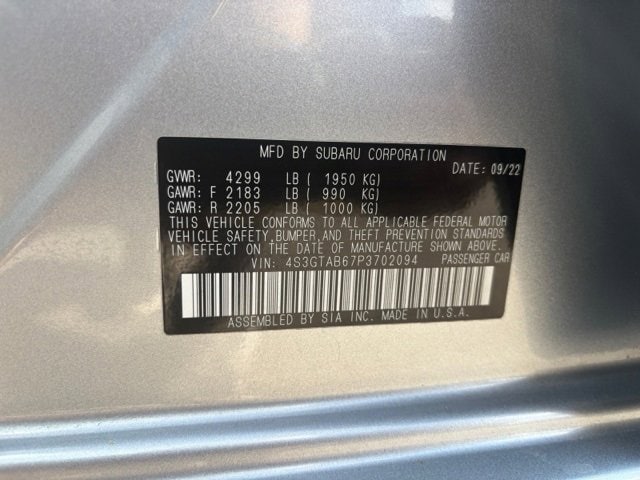 MFD BY SUBARU CORPORATION
DATE: 09/22
GVWR: 4299 LB ( 1950 KG)
GAWR: F 2183 LB ( 990 KG)
GAWR: R 2205 LB ( 1000 KG)
THIS VEHICLE CONFORMS TO ALL APPLICABLE FEDERAL MOTOR
VEHICLE SAFETY,BUMPER,AND THEFT PREVENTION STANDARDS
IN EFFECT ON THE DATE OF MANUFACTURE SHOWN ABOVE.
VIN: 4S3GTAB67P3702094 PASSENGER CAR
ASSEMBLED BY SIA INC. MADE IN U.S.A.